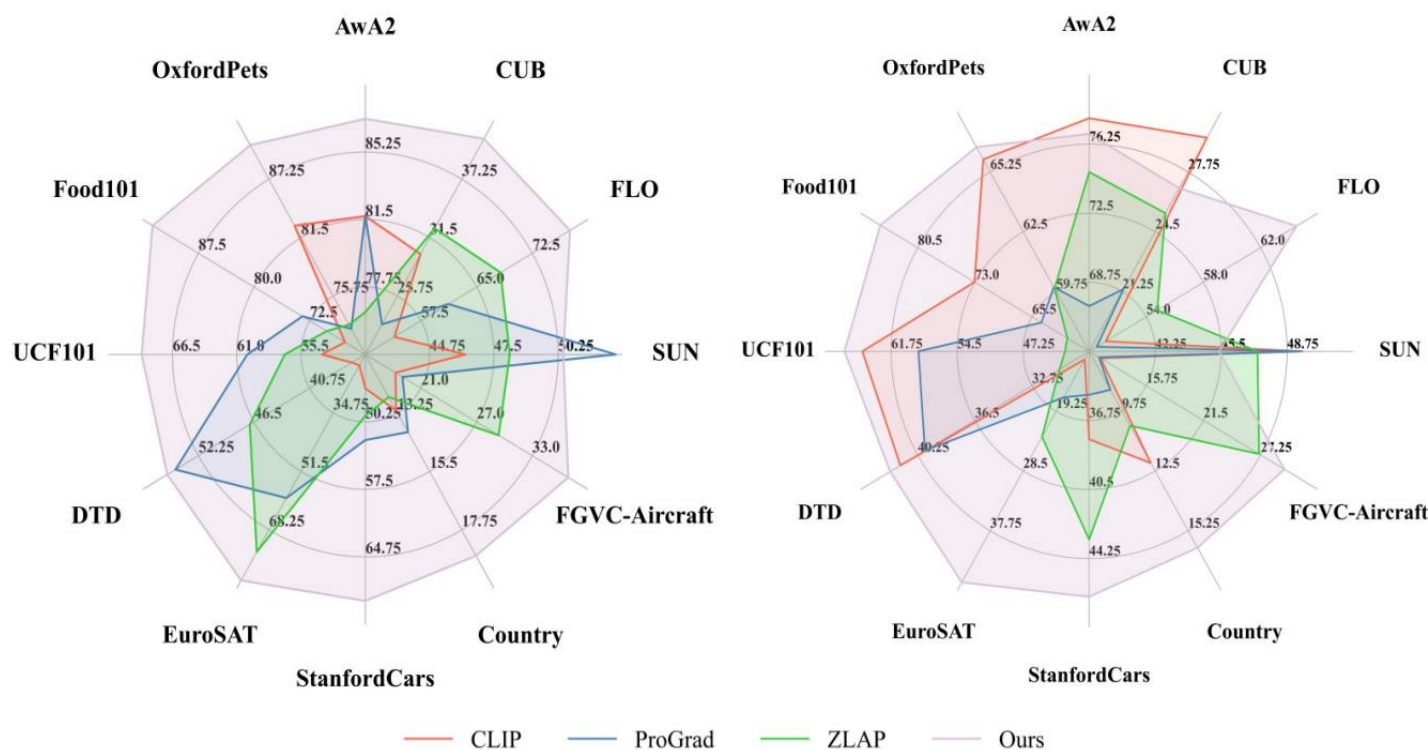 AwA2
OxfordPets CUB
85.25
87.25 37.25
Food101 FLO
81.5
87.5 81.5 31.5 72.5
80.0 65.0
75.75 77.75 25.75
72.5 57.5
UCF101 66.5 61.0 55.5 44.75 47.5 50.25 SUN
40.75 21.0
34.75 13.25
50.25
46.5 27.0
52.25 33.0
51.5 15.5
DTD FGVC-Aircraft
57.5
68.25 17.75
64.75
EuroSAT Country
StanfordCars
AwA2
OxfordPets CUB
76.25
65.25 27.75
Food101 FLO
72.5
80.5 62.5 24.5 62.0
73.0 58.0
59.75 68.75 21.25
65.5 54.0
UCF101 61.75 54.5 47.25 42.25 45.5 48.75 SUN
32.75 15.75
19.25 36.75 9.75
36.5 21.5
40.25 28.5 12.5 27.25
40.5
DTD FGVC-Aircraft
37.75 15.25
44.25
EuroSAT Country
StanfordCars
CLIP ProGrad ZLAP Ours